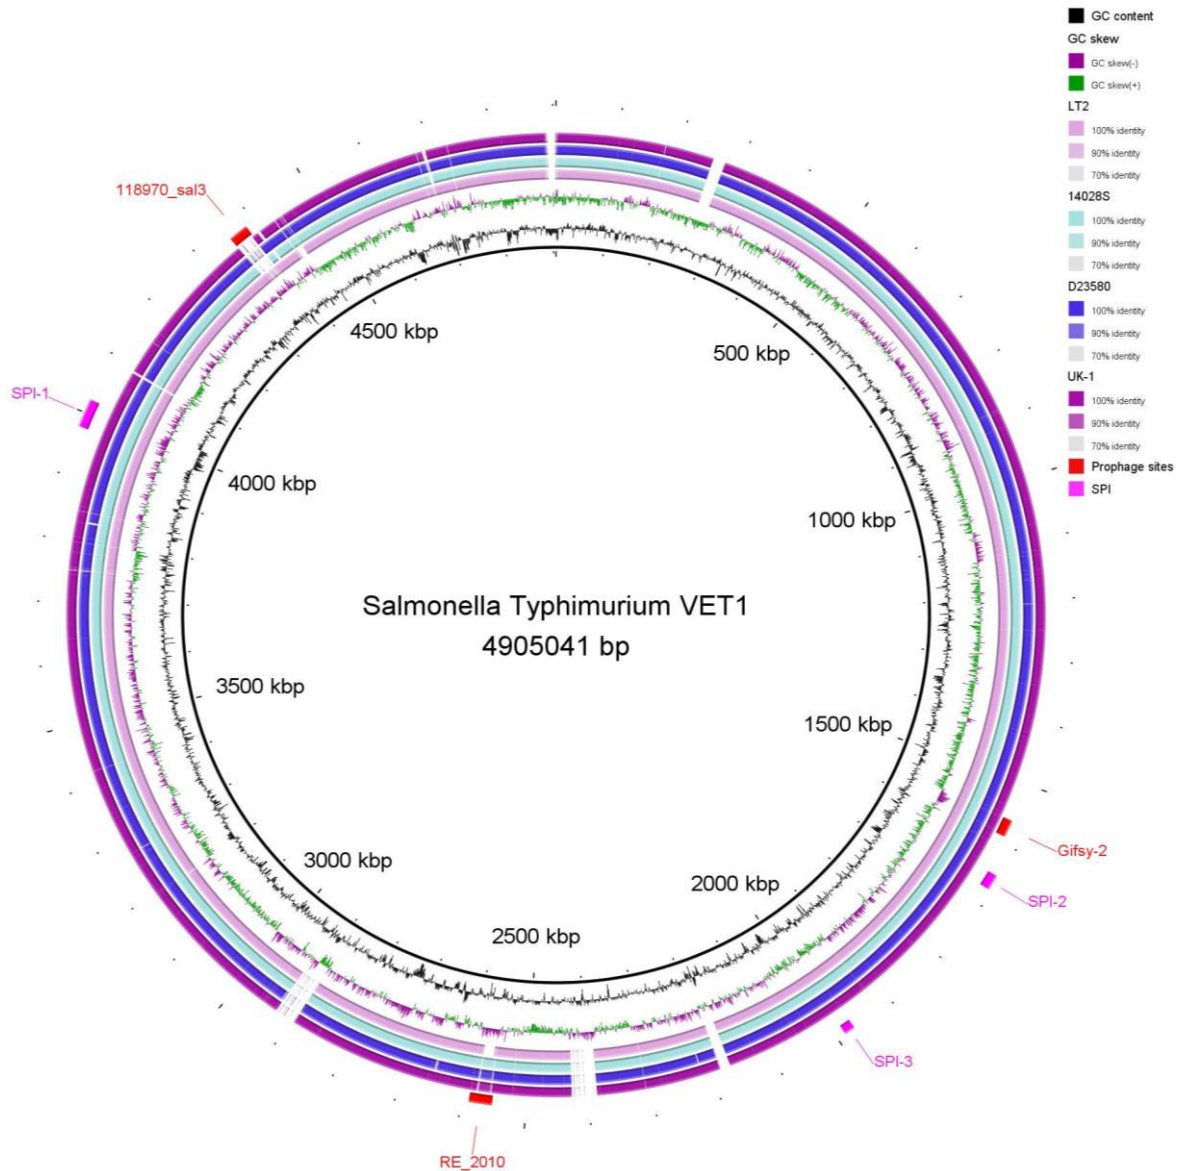 GC content
GC skew
GC skew(-)
GC skew(+)
LT2
100% identity
90% identity
70% identity
14028S
100% identity
90% identity
70% identity
D23580
100% identity
90% identity
70% identity
UK-1
100% identity
90% identity
70% identity
Prophage sites
SPI
118970_sal3
SPI-1
4500 kbp
500 kbp
4000 kbp
1000 kbp
Salmonella Typhimurium VET1
4905041 bp
3500 kbp
1500 kbp
3000 kbp
2000 kbp
2500 kbp
Gifsy-2
SPI-2
SPI-3
RE_2010